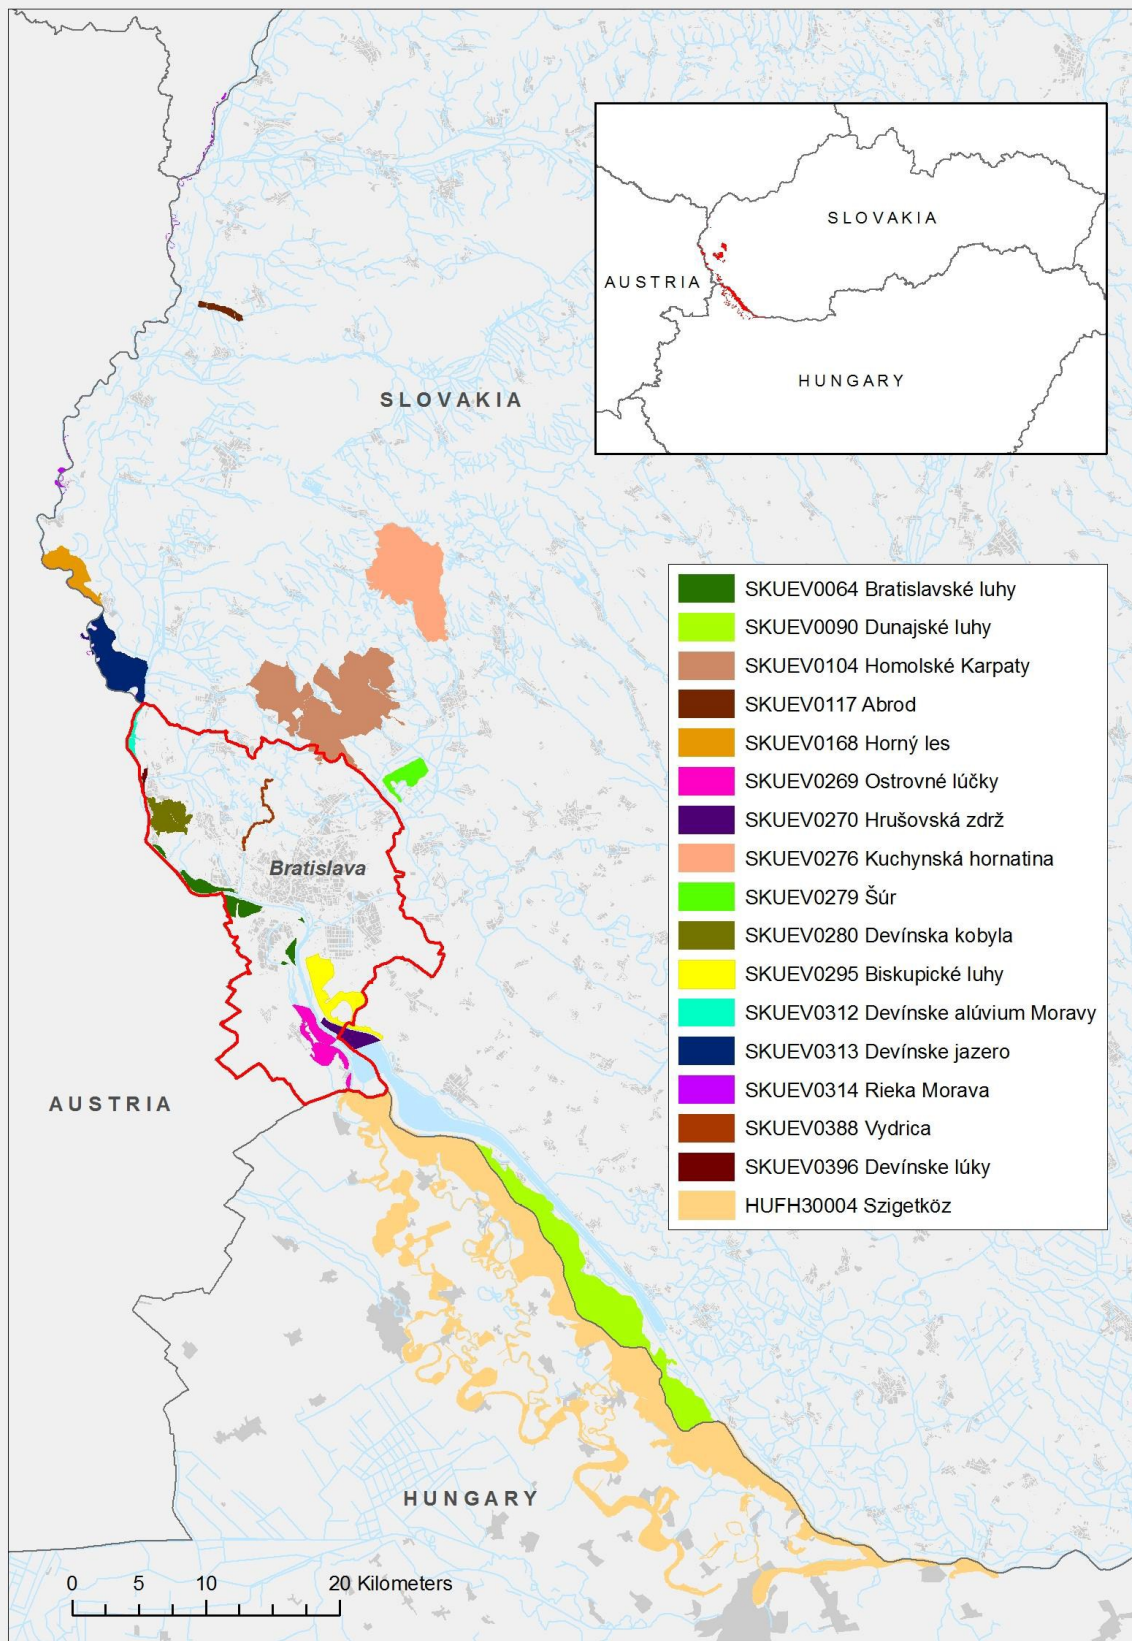 SLOVAKIA
AUSTRIA
HUNGARY
SLOVAKIA
SKUEV0064 Bratislavské luhy
SKUEV0090 Dunajské luhy
SKUEV0104 Homolské Karpaty
SKUEV0117 Abrod
SKUEV0168 Horný les
SKUEV0269 Ostrovné lúčky
SKUEV0270 Hrušovská zdrž
SKUEV0276 Kuchynská hornatina
SKUEV0279 Šúr
SKUEV0280 Devínska kobyla
SKUEV0295 Biskupické luhy
SKUEV0312 Devínske alúvium Moravy
SKUEV0313 Devínske jazero
SKUEV0314 Rieka Morava
SKUEV0388 Vydrica
SKUEV0396 Devínske lúky
HUFH30004 Szigetköz
Bratislava
AUSTRIA
HUNGARY
0 5 10 20 Kilometers